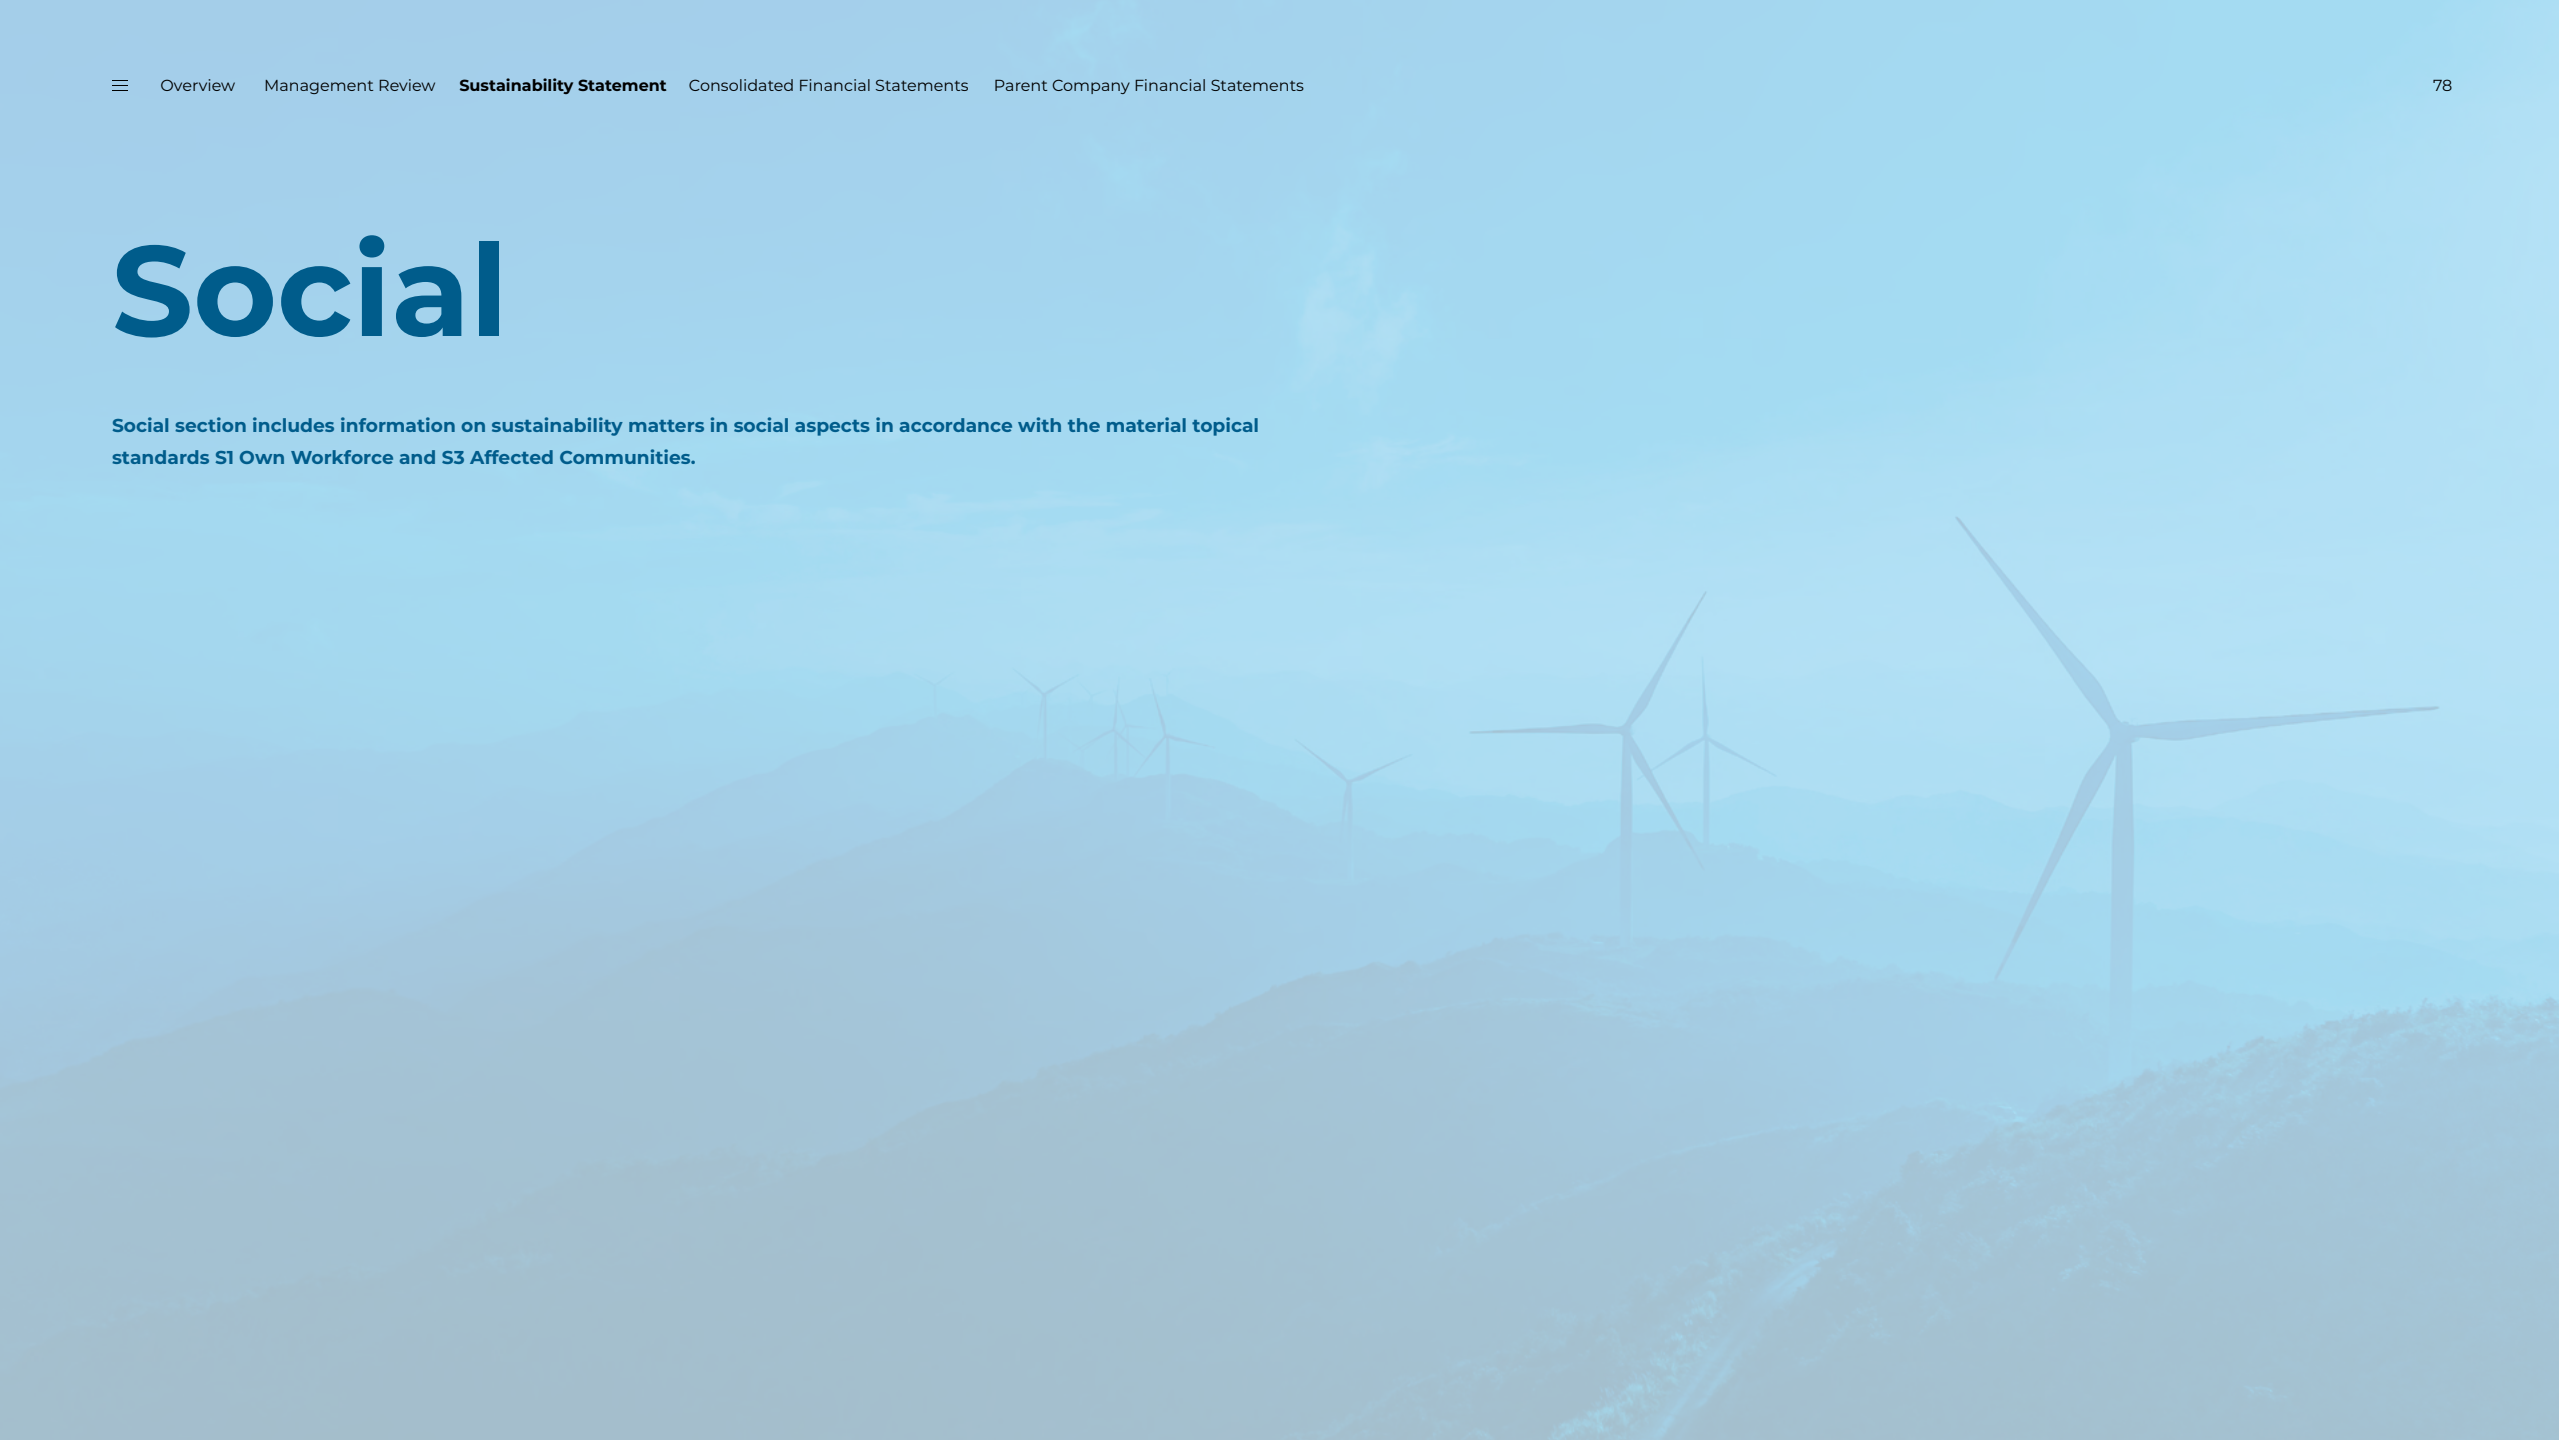 Overview Management Review Sustainability Statement Consolidated Financial Statements Parent Company Financial Statements 78
Social
Social section includes information on sustainability matters in social aspects in accordance with the material topical
standards S1 Own Workforce and S3 Affected Communities.